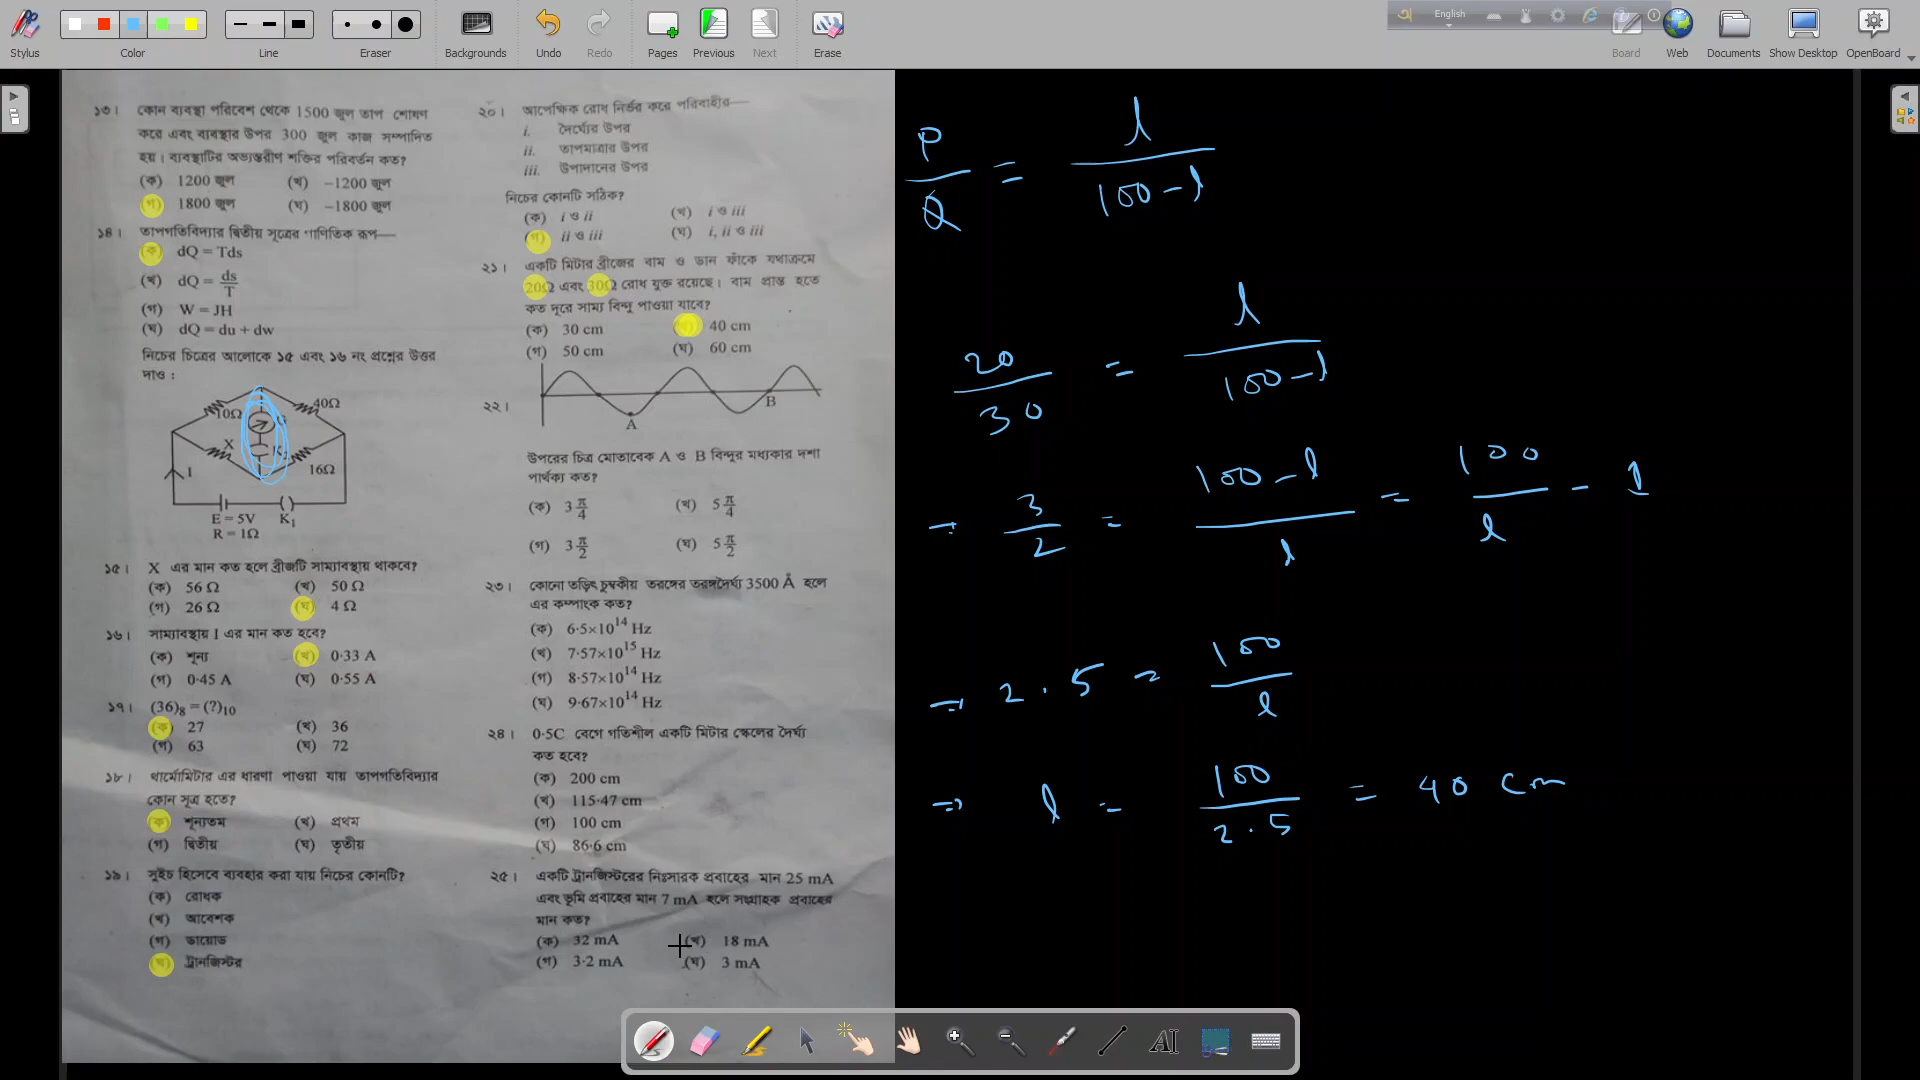 Stylus
Color
Line
Eraser
Backgrounds
Undo
Redo
Pages
Previous
Next
Erase
English
Board
Web
Documents
Show Desktop
OpenBoard
১৩। কোন ব্যবস্থা পরিবেশ থেকে 1500 জুল তাপ শোষণ
করে এবং ব্যবস্থার উপর 300 জুল কাজ সম্পাদিত
হয়। ব্যবস্থাটির অভ্যন্তরীণ শক্তির পরিবর্তন কত?
(ক) 1200 জুল (খ) −1200 জুল
(গ) 1800 জুল (ঘ) −1800 জুল
১৪। তাপগতিবিদ্যার দ্বিতীয় সূত্রের গাণিতিক রূপ—
(ক) dQ = Tds
(খ) dQ = ds/T
(গ) W = JH
(ঘ) dQ = du + dw
নিচের চিত্রের আলোকে ১৫ এবং ১৬ নং প্রশ্নের উত্তর
দাও :
10Ω 40Ω
X
I 16Ω
E = 5V K₁
R = 1Ω
১৫। X এর মান কত হলে ব্রীজটি সাম্যাবস্থায় থাকবে?
(ক) 56 Ω (খ) 50 Ω
(গ) 26 Ω (ঘ) 4 Ω
১৬। সাম্যাবস্থায় I এর মান কত হবে?
(ক) শূন্য (খ) 0·33 A
(গ) 0·45 A (ঘ) 0·55 A
১৭। (36)₈ = (?)₁₀
(ক) 27 (খ) 36
(গ) 63 (ঘ) 72
১৮। থার্মোমিটার এর ধারণা পাওয়া যায় তাপগতিবিদ্যার
কোন সূত্র হতে?
(ক) শূন্যতম (খ) প্রথম
(গ) দ্বিতীয় (ঘ) তৃতীয়
১৯। সুইচ হিসেবে ব্যবহার করা যায় নিচের কোনটি?
(ক) রোধক
(খ) আবেশক
(গ) ডায়োড
(ঘ) ট্রানজিস্টর
২০। আপেক্ষিক রোধ নির্ভর করে পরিবাহীর—
i. দৈর্ঘ্যের উপর
ii. তাপমাত্রার উপর
iii. উপাদানের উপর
নিচের কোনটি সঠিক?
(ক) i ও ii (খ) i ও iii
(গ) ii ও iii (ঘ) i, ii ও iii
২১। একটি মিটার ব্রীজের বাম ও ডান ফাঁকে যথাক্রমে
20Ω এবং 30Ω রোধ যুক্ত রয়েছে। বাম প্রান্ত হতে
কত দূরে সাম্য বিন্দু পাওয়া যাবে?
(ক) 30 cm 40 cm
(গ) 50 cm (ঘ) 60 cm
২২।
A B
উপরের চিত্র মোতাবেক A ও B বিন্দুর মধ্যকার দশা
পার্থক্য কত?
(ক) 3 π/4 (খ) 5 π/4
(গ) 3 π/2 (ঘ) 5 π/2
২৩। কোনো তড়িৎ চুম্বকীয় তরঙ্গের তরঙ্গদৈর্ঘ্য 3500 Å হলে
এর কম্পাংক কত?
(ক) 6·5×10¹⁴ Hz
(খ) 7·57×10¹⁵ Hz
(গ) 8·57×10¹⁴ Hz
(ঘ) 9·67×10¹⁴ Hz
২৪। 0·5C বেগে গতিশীল একটি মিটার স্কেলের দৈর্ঘ্য
কত হবে?
(ক) 200 cm
(খ) 115·47 cm
(গ) 100 cm
(ঘ) 86·6 cm
২৫। একটি ট্রানজিস্টরের নিঃসারক প্রবাহের মান 25 mA
এবং ভূমি প্রবাহের মান 7 mA হলে সংগ্রাহক প্রবাহের
মান কত?
(ক) 32 mA (খ) 18 mA
(গ) 3·2 mA (ঘ) 3 mA
P/Q = l/(100 − l)
20/30 = l/(100 − l)
→ 3/2 = (100 − l)/l = 100/l − 1
⇒ 2.5 = 100/l
⇒ l = 100/2.5 = 40 cm